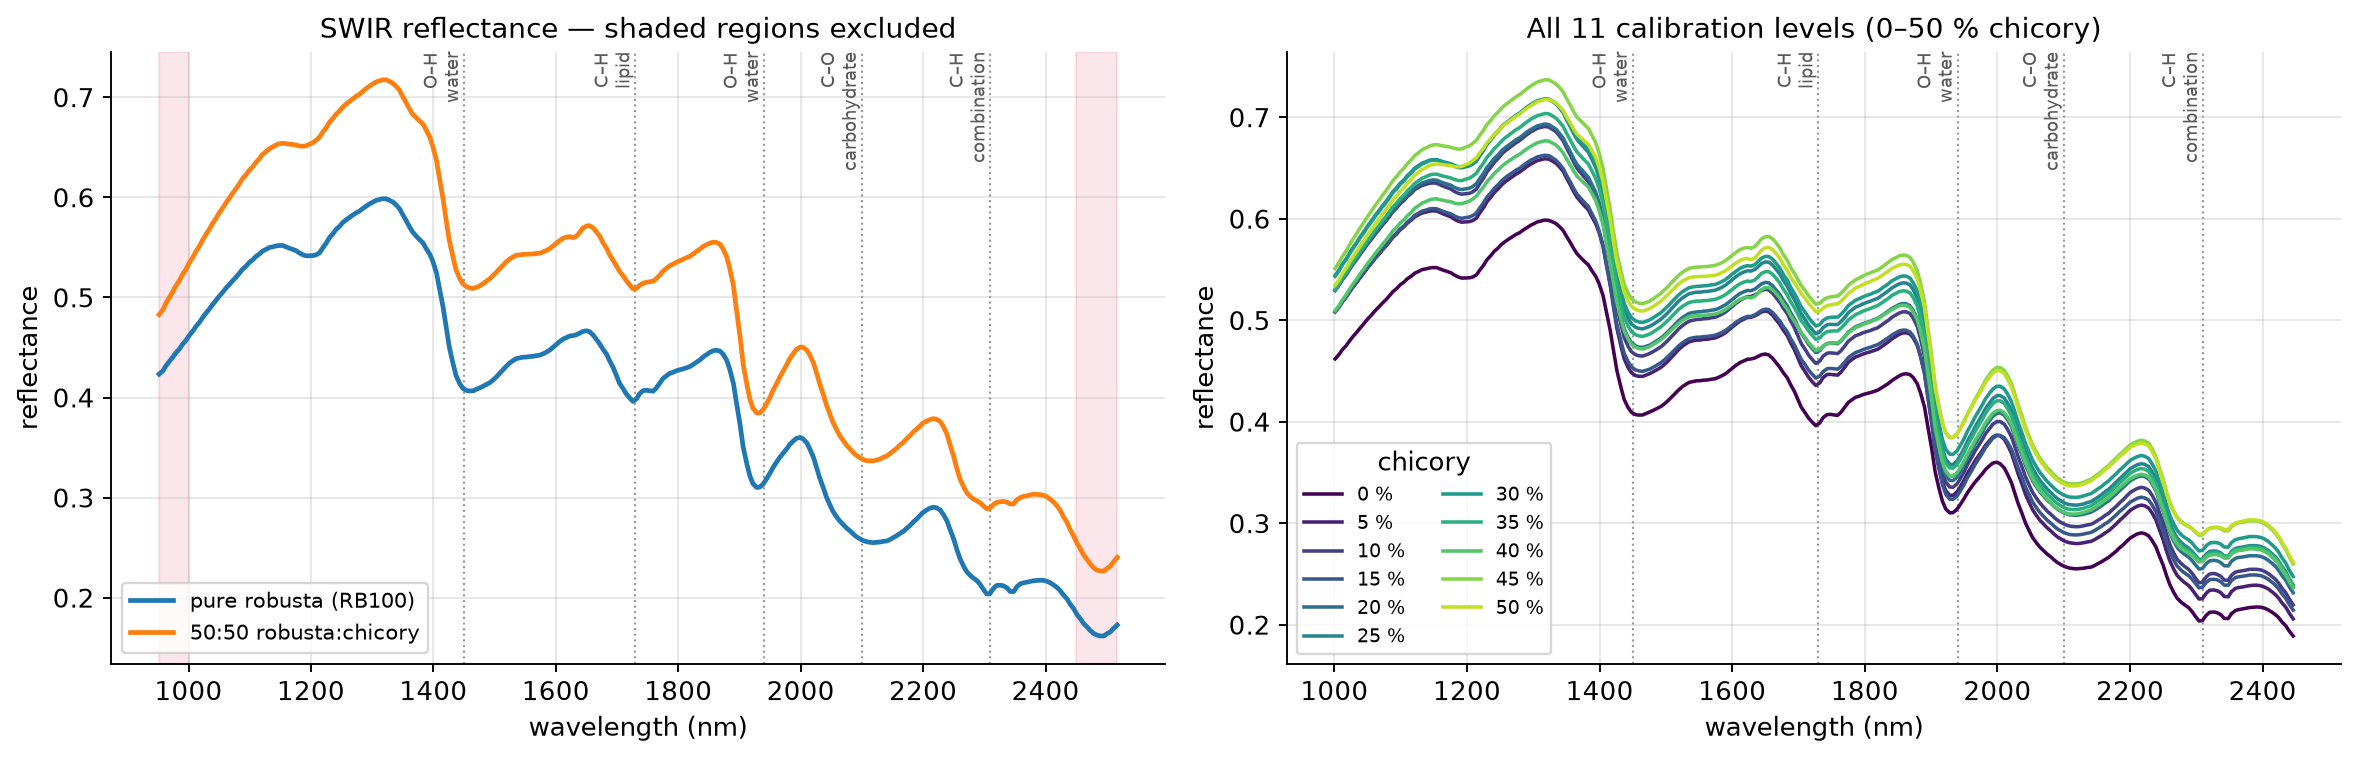 SWIR reflectance — shaded regions excluded
O–H
water
C–H
lipid
O–H
water
C–O
carbohydrate
C–H
combination
0.7
0.6
0.5
0.4
0.3
0.2
reflectance
pure robusta (RB100)
50:50 robusta:chicory
1000 1200 1400 1600 1800 2000 2200 2400
wavelength (nm)
All 11 calibration levels (0–50 % chicory)
O–H
water
C–H
lipid
O–H
water
C–O
carbohydrate
C–H
combination
0.7
0.6
0.5
0.4
0.3
0.2
reflectance
chicory
0 %
5 %
10 %
15 %
20 %
25 %
30 %
35 %
40 %
45 %
50 %
1000 1200 1400 1600 1800 2000 2200 2400
wavelength (nm)